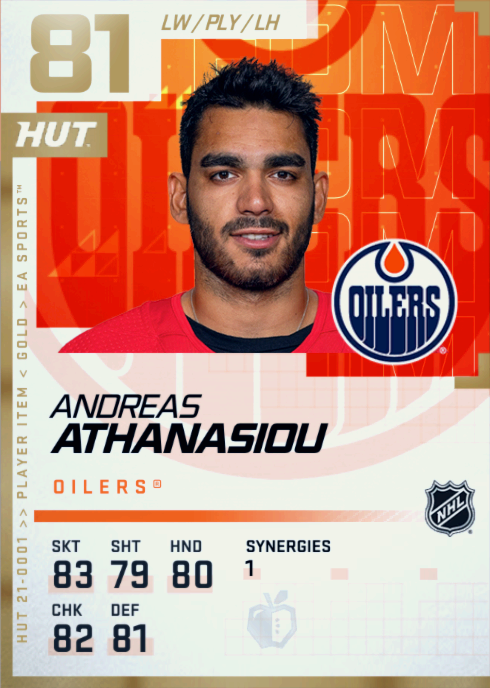 81
LW / PLY / LH
HUT
HUT 21-0001 >> PLAYER ITEM < GOLD > EA SPORTS™
OILERS
OILERS
®
ANDREAS
ATHANASIOU
OILERS®
NHL
SKT SHT HND SYNERGIES
83 79 80 1
CHK DEF
82 81